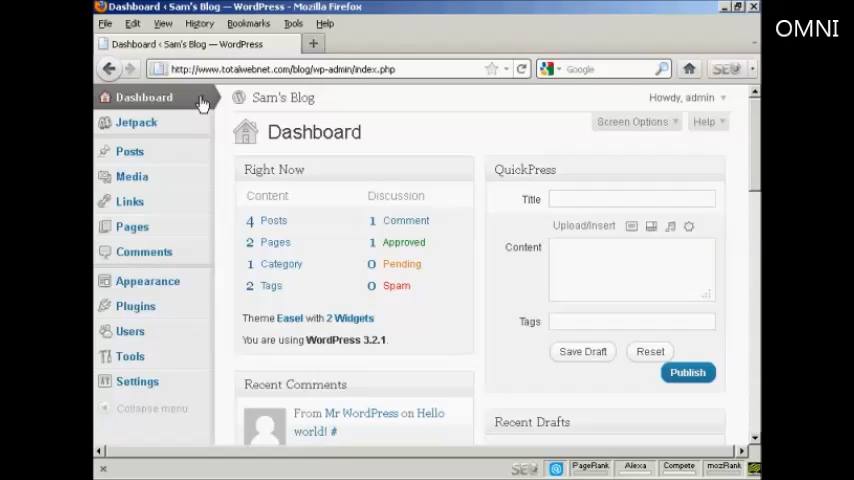 Dashboard ‹ Sam's Blog — WordPress - Mozilla Firefox
OMNI
File Edit View History Bookmarks Tools Help
Dashboard ‹ Sam's Blog — WordPress
http://www.totalwebnet.com/blog/wp-admin/index.php
Google
SEO
Dashboard
Sam's Blog
Howdy, admin
Jetpack
Dashboard
Screen Options
Help
Posts
Media
Links
Pages
Comments
Appearance
Plugins
Users
Tools
Settings
Collapse menu
Right Now
Content Discussion
4 Posts 1 Comment
2 Pages 1 Approved
1 Category 0 Pending
2 Tags 0 Spam
Theme Easel with 2 Widgets
You are using WordPress 3.2.1.
Recent Comments
From Mr WordPress on Hello
world! #
QuickPress
Title
Upload/Insert
Content
Tags
Save Draft Reset
Publish
Recent Drafts
SEO PageRank Alexa Compete mozRank